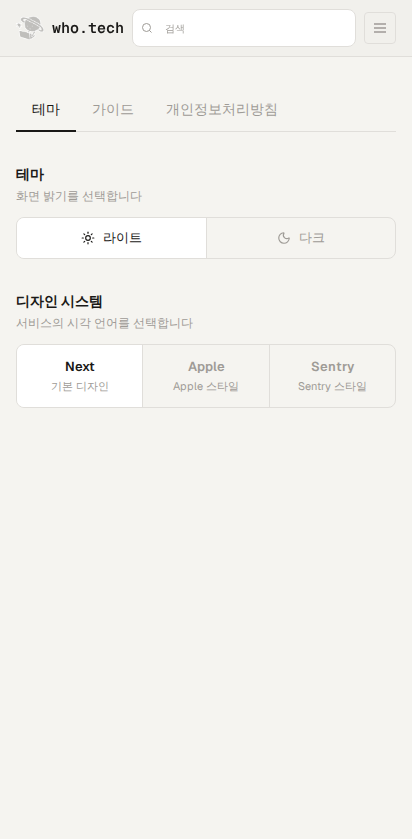 who.tech
검색
테마 가이드 개인정보처리방침
테마
화면 밝기를 선택합니다
라이트 다크
디자인 시스템
서비스의 시각 언어를 선택합니다
Next Apple Sentry
기본 디자인 Apple 스타일 Sentry 스타일